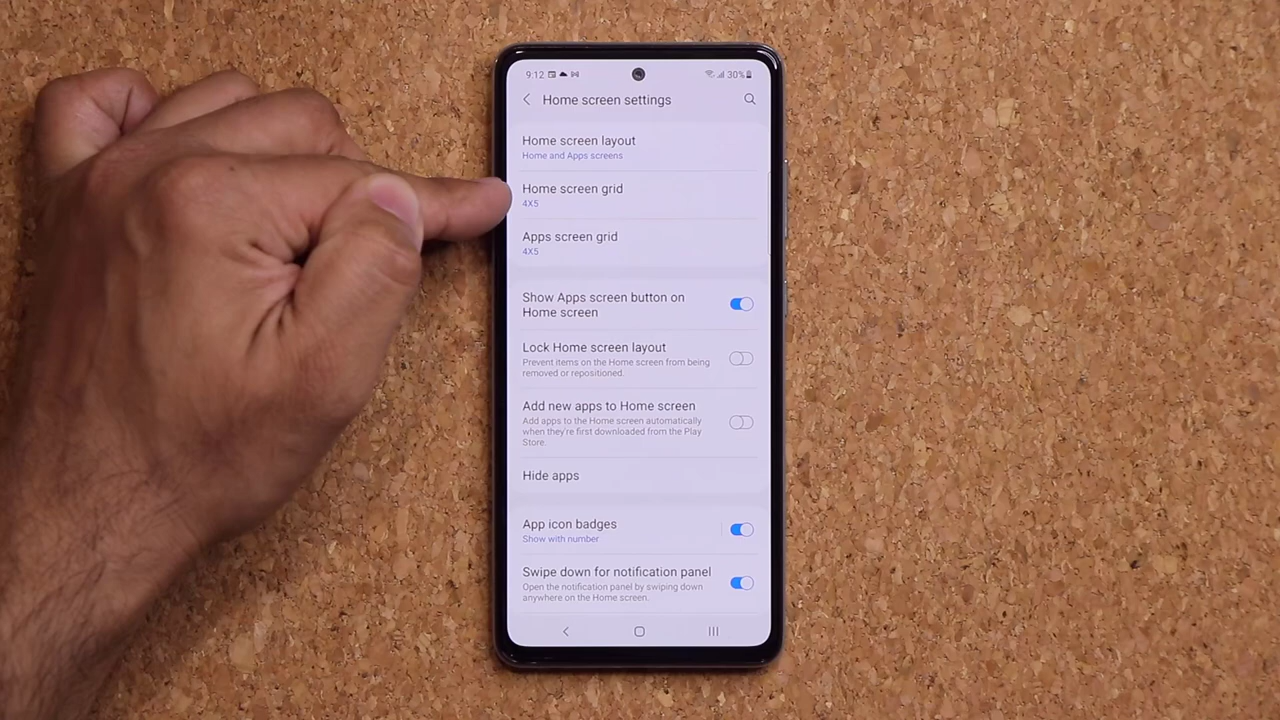 9:12
30%
Home screen settings
Home screen layout
Home and Apps screens
Home screen grid
4X5
Apps screen grid
4X5
Show Apps screen button on
Home screen
Lock Home screen layout
Prevent items on the Home screen from being
removed or repositioned.
Add new apps to Home screen
Add apps to the Home screen automatically
when they're first downloaded from the Play
Store.
Hide apps
App icon badges
Show with number
Swipe down for notification panel
Open the notification panel by swiping down
anywhere on the Home screen.